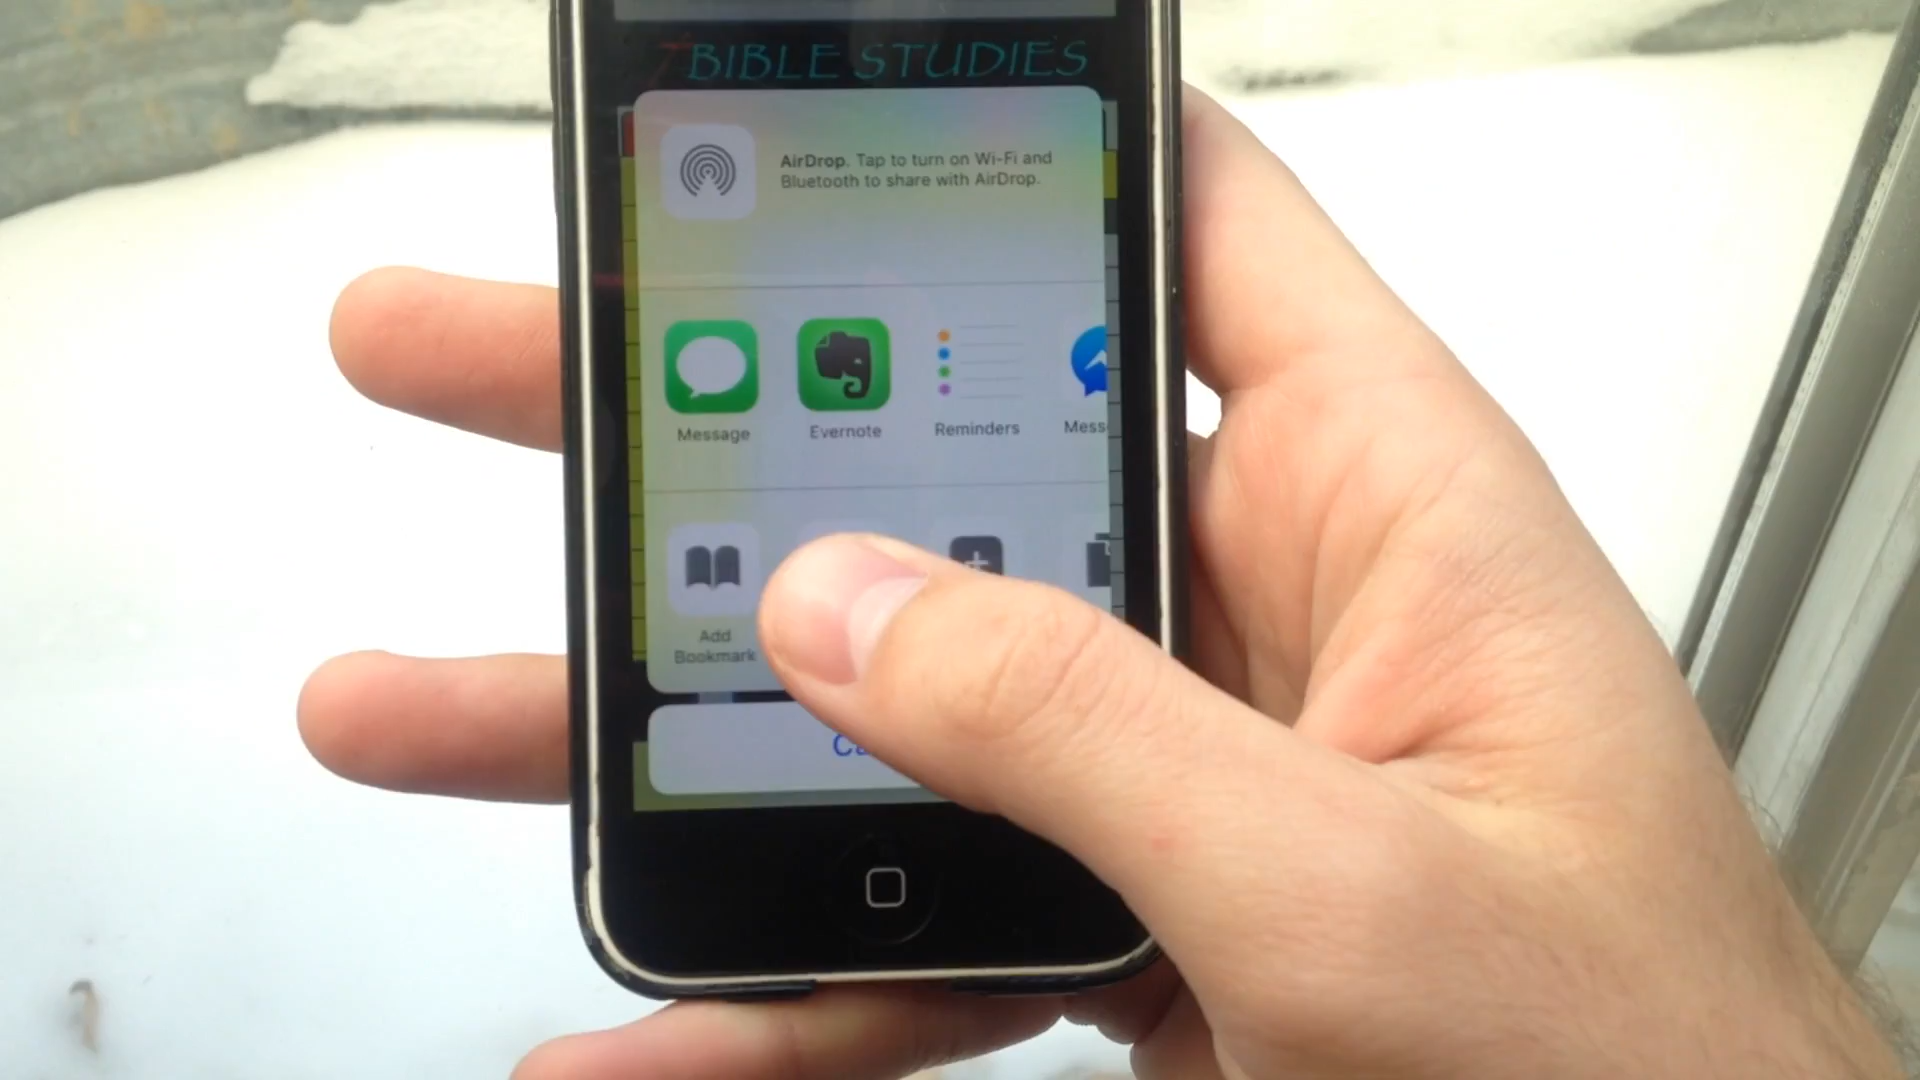 BIBLE STUDIES
AirDrop. Tap to turn on Wi-Fi and
Bluetooth to share with AirDrop.
Message
Evernote
Reminders
Mess
Add
Bookmark